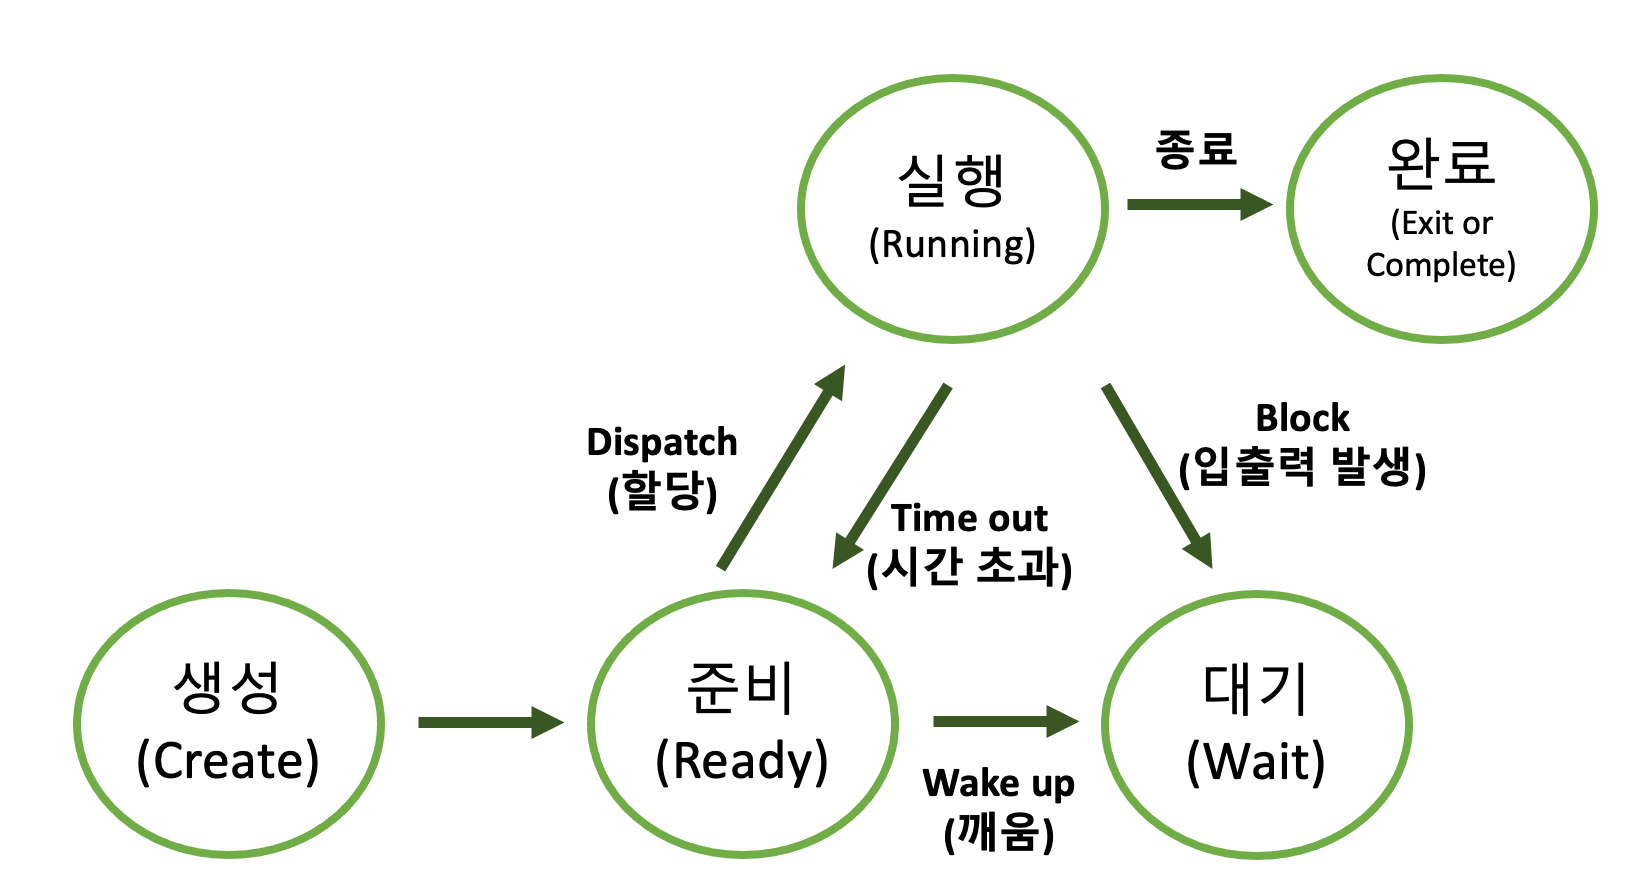 실행
(Running)
종료
완료
(Exit or
Complete)
Dispatch
(할당)
Time out
(시간 초과)
Block
(입출력 발생)
생성
(Create)
준비
(Ready)
Wake up
(깨움)
대기
(Wait)